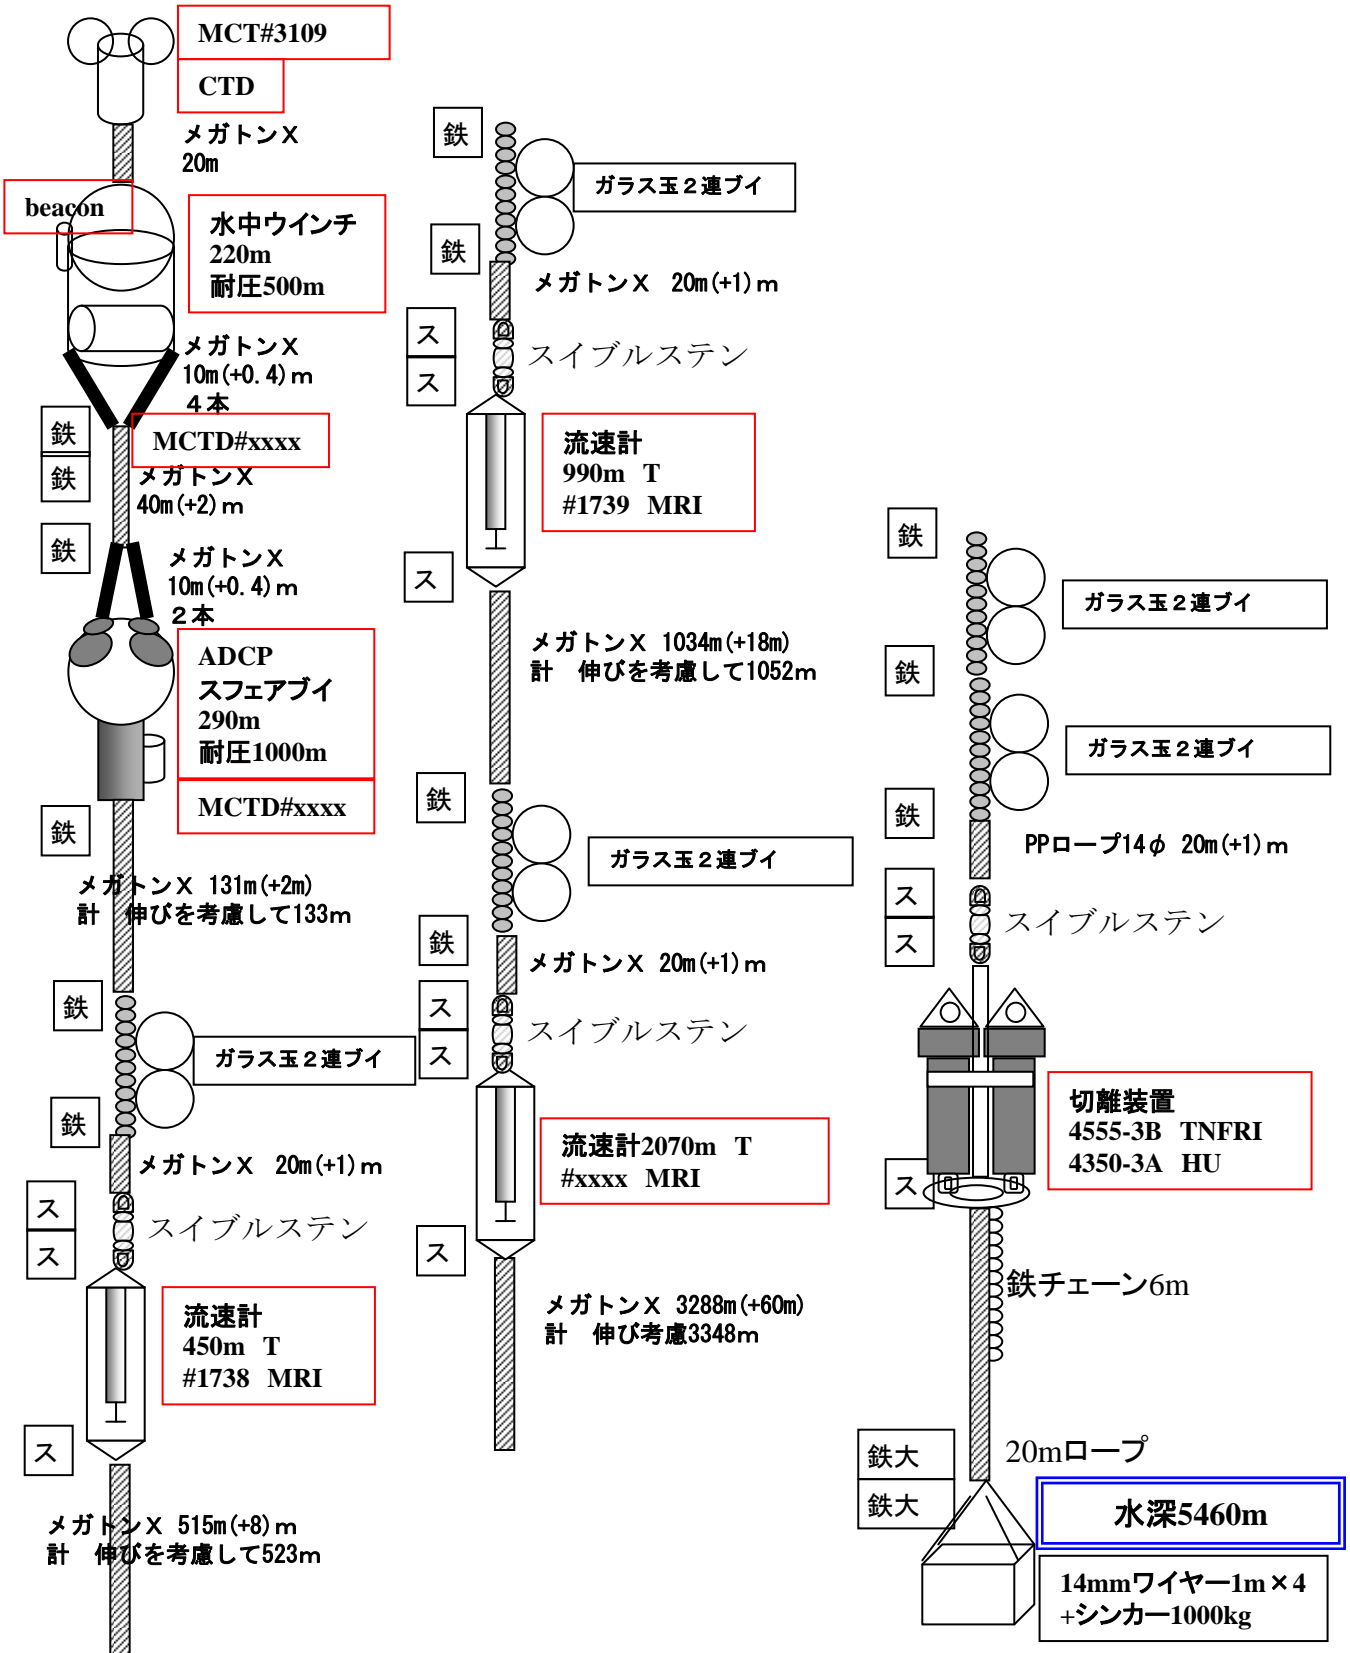 MCT#3109
CTD
メガトンX
20m
beacon
水中ウインチ
220m
耐圧500m
メガトンX
10m(+0.4)m
４本
鉄
鉄
MCTD#xxxx
メガトンX
40m(+2)m
鉄
メガトンX
10m(+0.4)m
２本
ADCP
スフェアブイ
290m
耐圧1000m
MCTD#xxxx
鉄
メガトンX 131m(+2m)
計 伸びを考慮して133m
鉄
ガラス玉２連ブイ
鉄
メガトンX 20m(+1)m
ス
ス
スイブルステン
流速計
450m T
#1738 MRI
ス
メガトンX 515m(+8)m
計 伸びを考慮して523m
鉄
ガラス玉２連ブイ
鉄
メガトンX 20m(+1)m
ス
ス
スイブルステン
流速計
990m T
#1739 MRI
ス
メガトンX 1034m(+18m)
計 伸びを考慮して1052m
鉄
ガラス玉２連ブイ
鉄
メガトンX 20m(+1)m
ス
ス
スイブルステン
流速計2070m T
#xxxx MRI
ス
メガトンX 3288m(+60m)
計 伸び考慮3348m
鉄
ガラス玉２連ブイ
鉄
ガラス玉２連ブイ
鉄
PPロープ14φ 20m(+1)m
ス
ス
スイブルステン
切離装置
4555-3B TNFRI
4350-3A HU
ス
鉄チェーン6m
20mロープ
鉄大
鉄大
水深5460m
14mmワイヤー1m×4
+シンカー1000kg